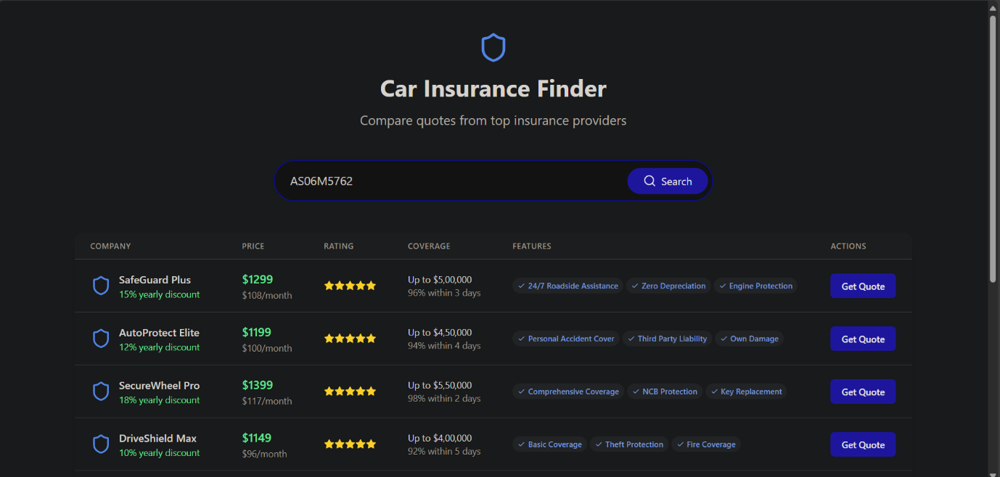 Car Insurance Finder
Compare quotes from top insurance providers
AS06M5762
Search
COMPANY PRICE RATING COVERAGE FEATURES ACTIONS
SafeGuard Plus $1299 Up to $5,00,000 24/7 Roadside Assistance Zero Depreciation Engine Protection Get Quote
15% yearly discount $108/month 96% within 3 days
AutoProtect Elite $1199 Up to $4,50,000 Personal Accident Cover Third Party Liability Own Damage Get Quote
12% yearly discount $100/month 94% within 4 days
SecureWheel Pro $1399 Up to $5,50,000 Comprehensive Coverage NCB Protection Key Replacement Get Quote
18% yearly discount $117/month 98% within 2 days
DriveShield Max $1149 Up to $4,00,000 Basic Coverage Theft Protection Fire Coverage Get Quote
10% yearly discount $96/month 92% within 5 days